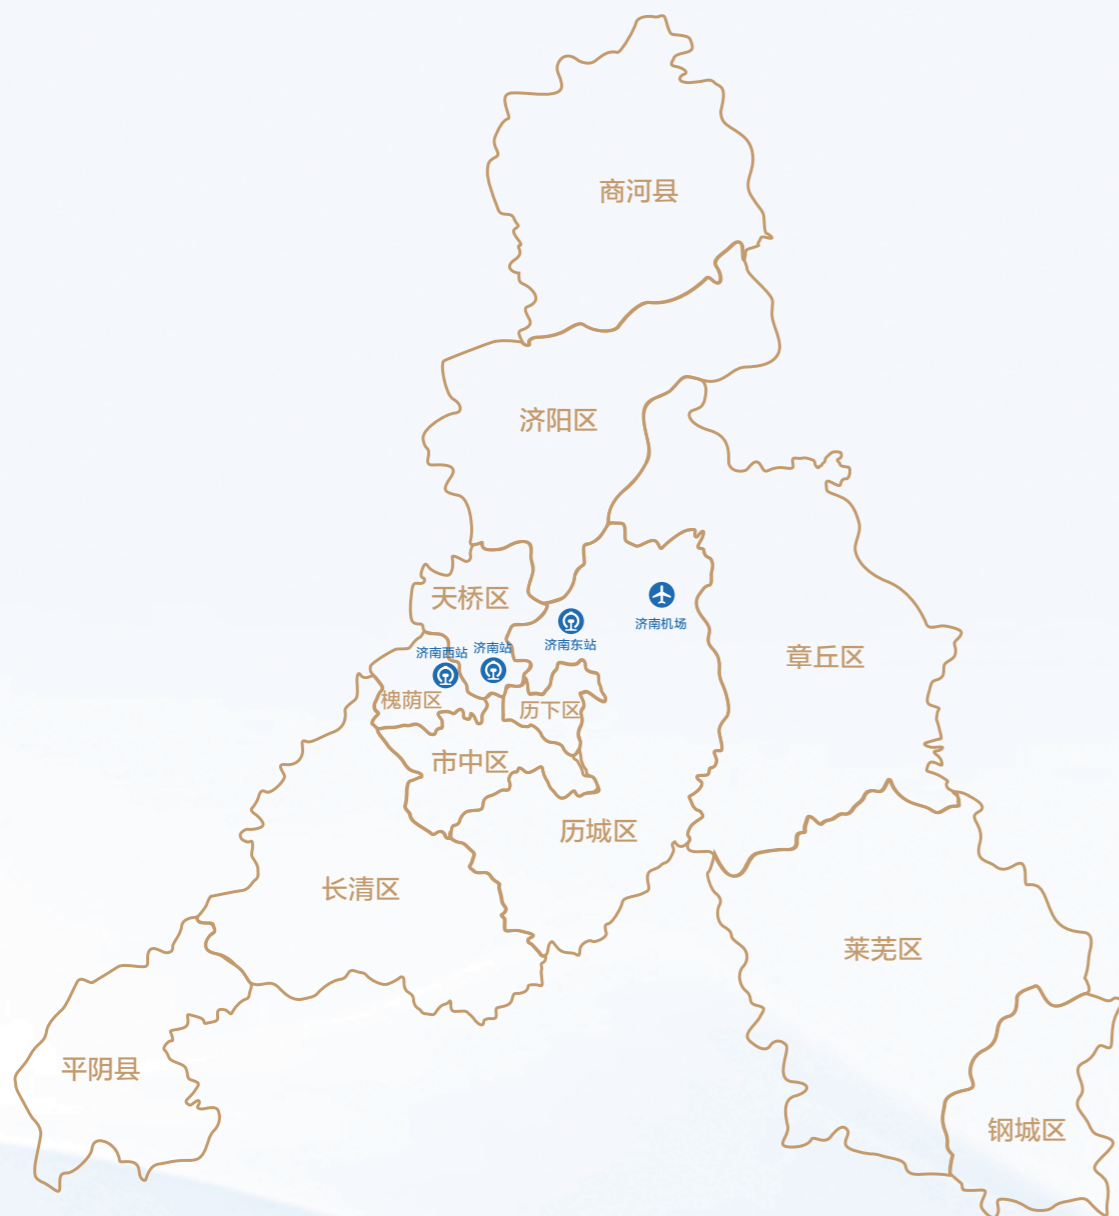 商河县
济阳区
天桥区
济南机场
济南东站
济南站
济南西站
章丘区
槐荫区
历下区
市中区
历城区
长清区
莱芜区
平阴县
钢城区